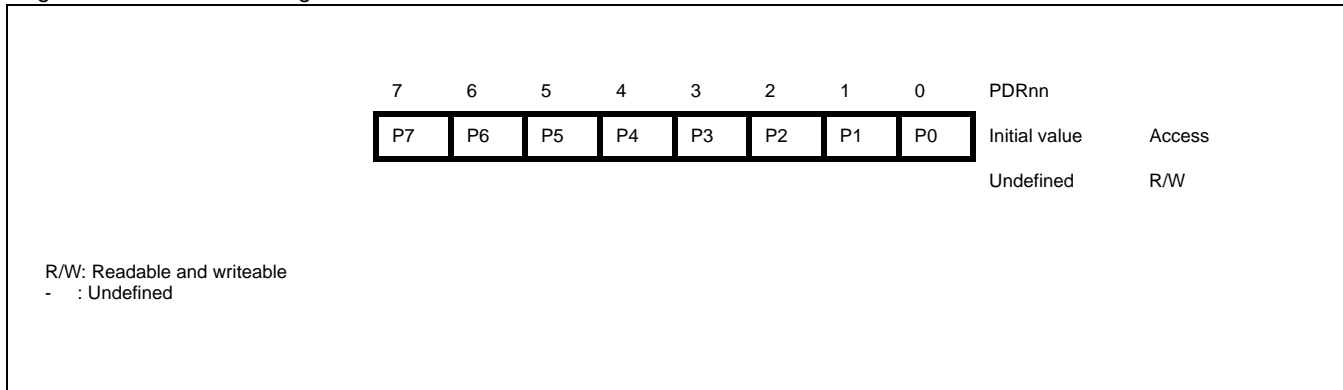 7 6 5 4 3 2 1 0 PDRnn
P7 P6 P5 P4 P3 P2 P1 P0 Initial value Access
Undefined R/W
R/W: Readable and writeable
- : Undefined